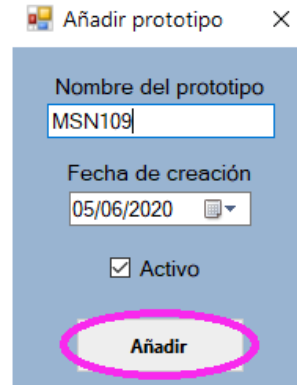 Añadir prototipo
Nombre del prototipo
MSN109
Fecha de creación
05/06/2020
Activo
Añadir